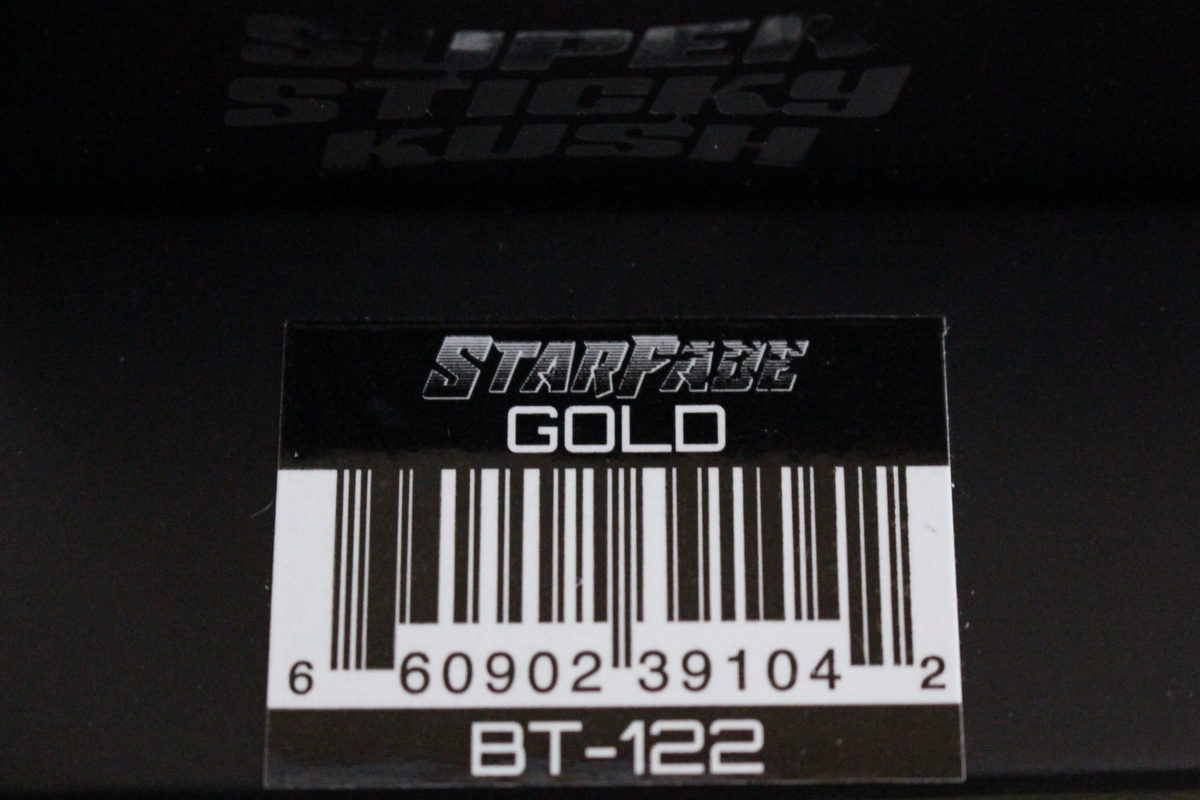 SUPER
STICKY
KUSH
STARFADE
GOLD
6 60902 39104 2
BT-122